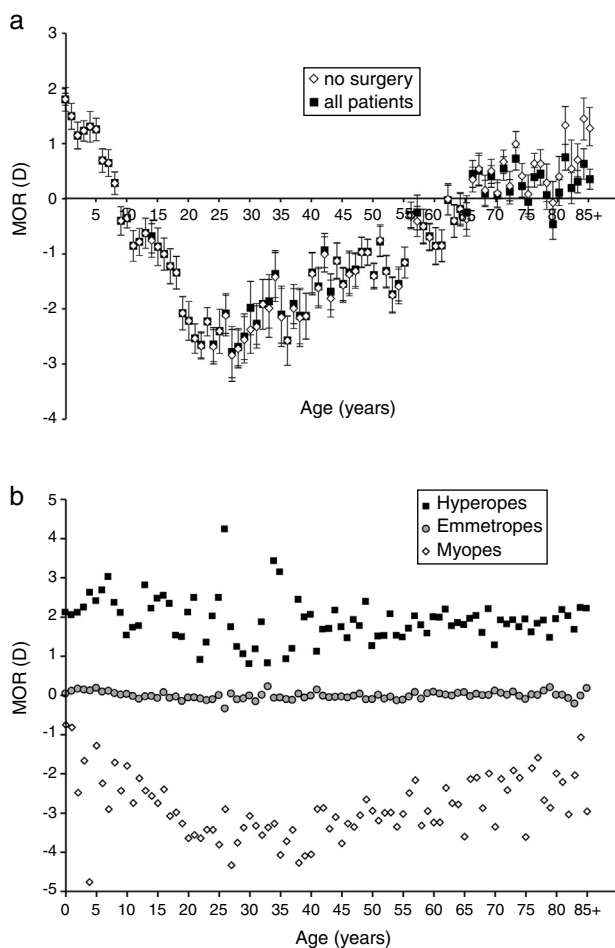 a
3
2
1
0
-1
-2
-3
-4
MOR (D)
no surgery
all patients
5 10 15 20 25 30 35 40 45 50 55 60 65 70 75 80 85+
Age (years)
b
5
4
3
2
1
0
-1
-2
-3
-4
-5
MOR (D)
Hyperopes
Emmetropes
Myopes
0 5 10 15 20 25 30 35 40 45 50 55 60 65 70 75 80 85+
Age (years)